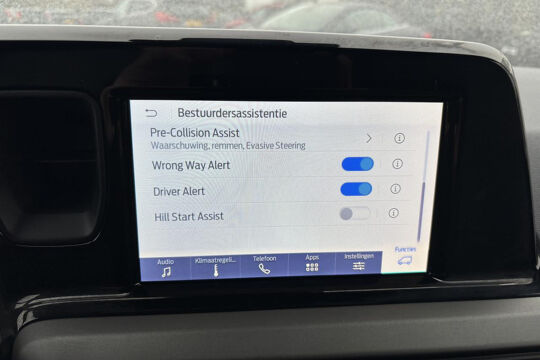 Bestuurdersassistentie
Pre-Collision Assist
Waarschuwing, remmen, Evasive Steering
Wrong Way Alert
Driver Alert
Hill Start Assist
Audio
Klimaatregeli...
Telefoon
Apps
Instellingen
Functies